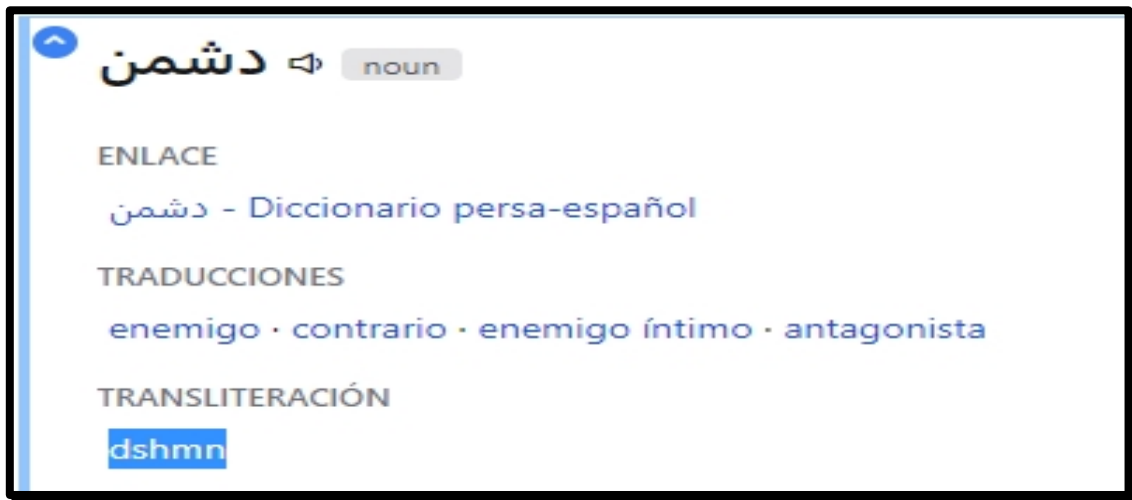 دشمن noun
ENLACE
دشمن - Diccionario persa-español
TRADUCCIONES
enemigo · contrario · enemigo íntimo · antagonista
TRANSLITERACIÓN
dshmn